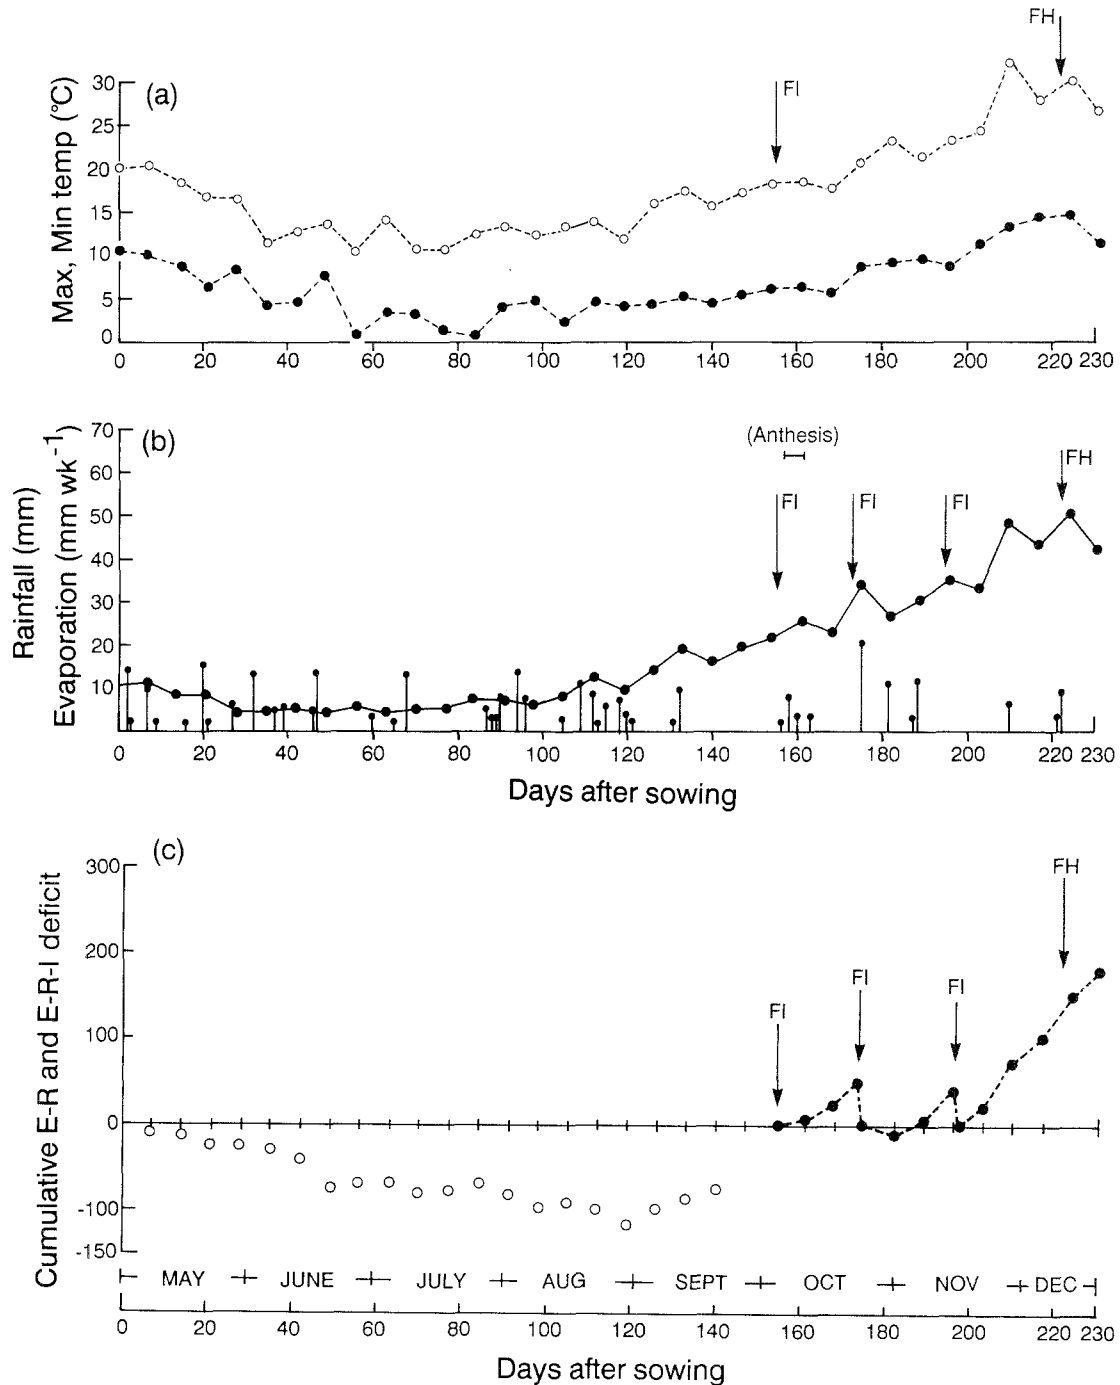 FH
30
(a)
FI
25
20
15
10
5
0
Max, Min temp (°C)
0 20 40 60 80 100 120 140 160 180 200 220 230
70
(b)
(Anthesis)
60
FH
FI FI FI
50
40
30
20
10
Rainfall (mm)
Evaporation (mm wk⁻¹)
0 20 40 60 80 100 120 140 160 180 200 220 230
Days after sowing
(c)
300
FH
200
FI
FI
FI
100
0
-100
-150
Cumulative E-R and E-R-I deficit
MAY JUNE JULY AUG SEPT OCT NOV DEC
0 20 40 60 80 100 120 140 160 180 200 220 230
Days after sowing